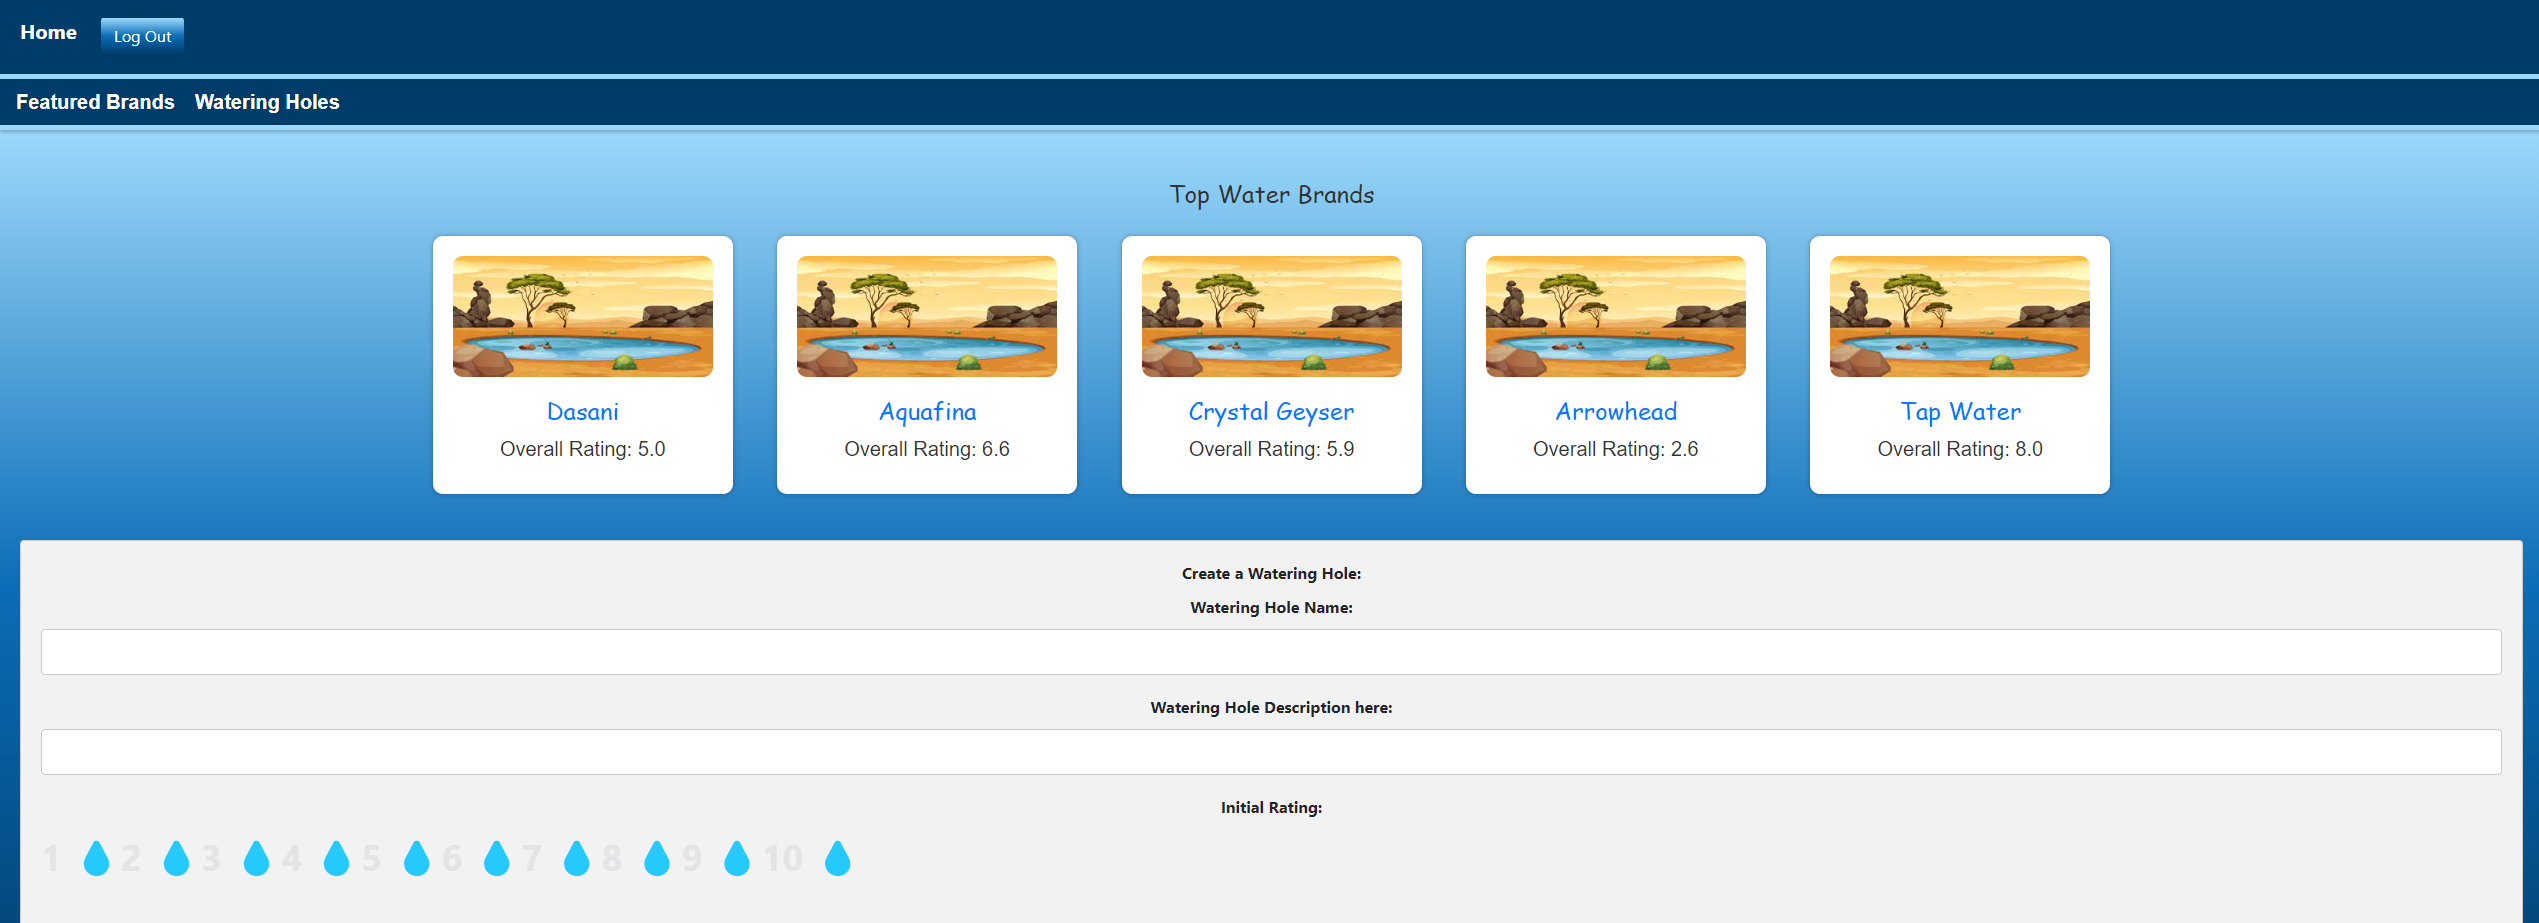 Home Log Out
Featured Brands Watering Holes
Top Water Brands
Dasani
Overall Rating: 5.0
Aquafina
Overall Rating: 6.6
Crystal Geyser
Overall Rating: 5.9
Arrowhead
Overall Rating: 2.6
Tap Water
Overall Rating: 8.0
Create a Watering Hole:
Watering Hole Name:
Watering Hole Description here:
Initial Rating:
1 2 3 4 5 6 7 8 9 10